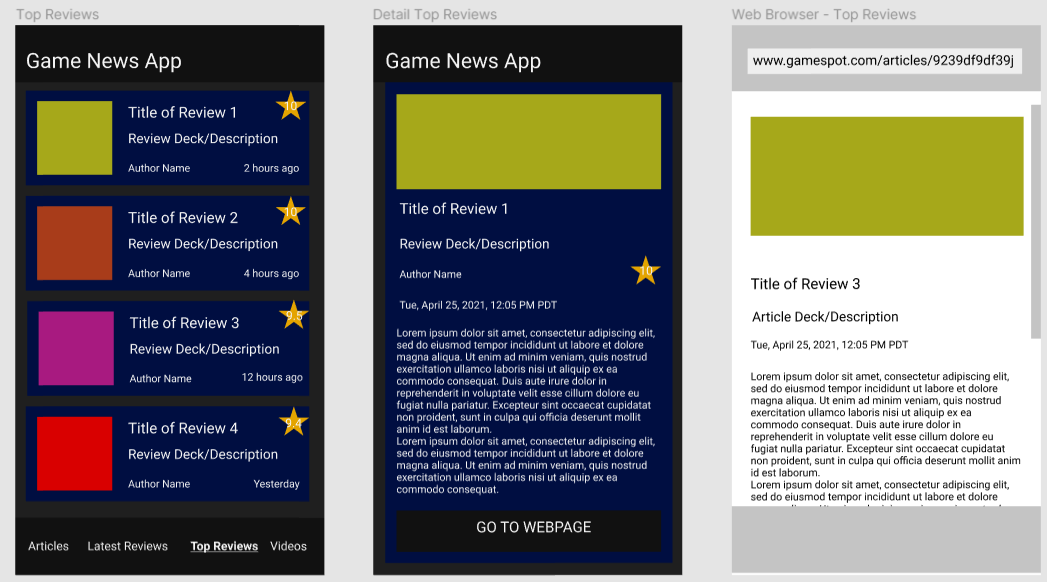 Top Reviews
Game News App
Title of Review 1
10
Review Deck/Description
Author Name
2 hours ago
Title of Review 2
10
Review Deck/Description
Author Name
4 hours ago
Title of Review 3
9.5
Review Deck/Description
Author Name
12 hours ago
Title of Review 4
9.4
Review Deck/Description
Author Name
Yesterday
Articles
Latest Reviews
Top Reviews
Videos
Detail Top Reviews
Game News App
Title of Review 1
Review Deck/Description
Author Name
10
Tue, April 25, 2021, 12:05 PM PDT
Lorem ipsum dolor sit amet, consectetur adipiscing elit,
sed do eiusmod tempor incididunt ut labore et dolore
magna aliqua. Ut enim ad minim veniam, quis nostrud
exercitation ullamco laboris nisi ut aliquip ex ea
commodo consequat. Duis aute irure dolor in
reprehenderit in voluptate velit esse cillum dolore eu
fugiat nulla pariatur. Excepteur sint occaecat cupidatat
non proident, sunt in culpa qui officia deserunt mollit
anim id est laborum.
Lorem ipsum dolor sit amet, consectetur adipiscing elit,
sed do eiusmod tempor incididunt ut labore et dolore
magna aliqua. Ut enim ad minim veniam, quis nostrud
exercitation ullamco laboris nisi ut aliquip ex ea
commodo consequat.
GO TO WEBPAGE
Web Browser - Top Reviews
www.gamespot.com/articles/9239df9df39j
Title of Review 3
Article Deck/Description
Tue, April 25, 2021, 12:05 PM PDT
Lorem ipsum dolor sit amet, consectetur adipiscing elit,
sed do eiusmod tempor incididunt ut labore et dolore
magna aliqua. Ut enim ad minim veniam, quis nostrud
exercitation ullamco laboris nisi ut aliquip ex ea
commodo consequat. Duis aute irure dolor in
reprehenderit in voluptate velit esse cillum dolore eu
fugiat nulla pariatur. Excepteur sint occaecat cupidatat
non proident, sunt in culpa qui officia deserunt mollit anim
id est laborum.
Lorem ipsum dolor sit amet, consectetur adipiscing elit,
sed do eiusmod tempor incididunt ut labore et dolore